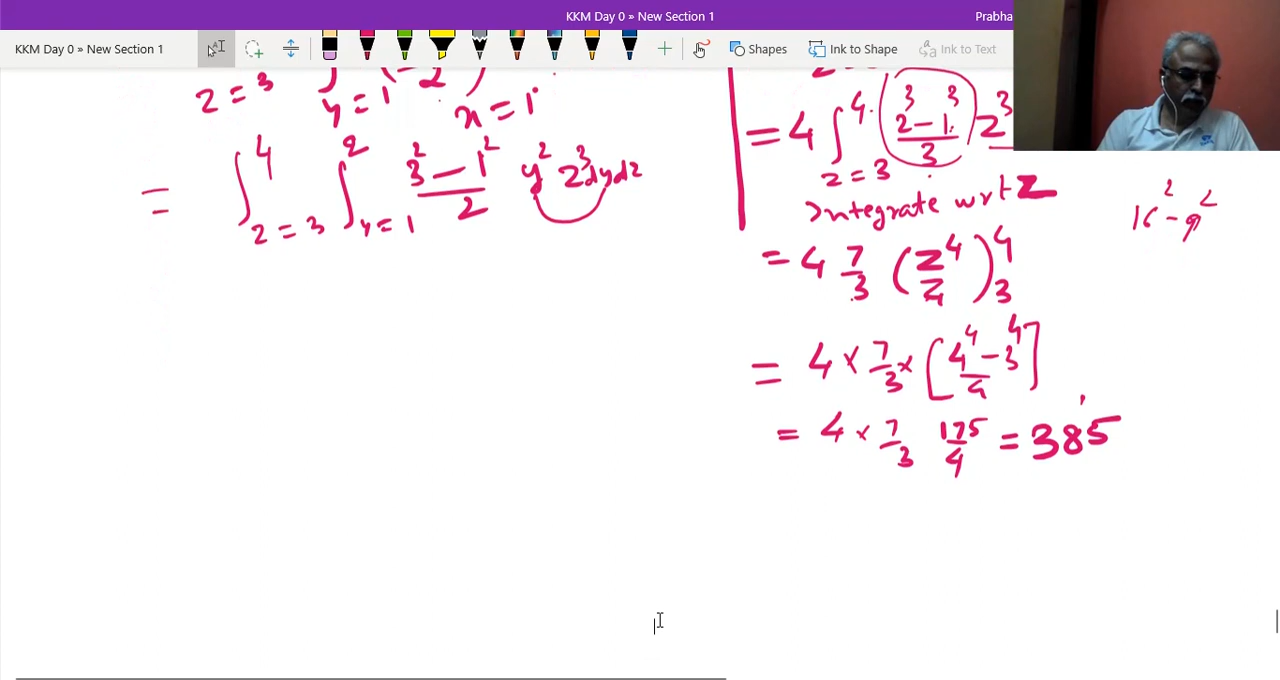 KKM Day 0 » New Section 1
Prabha
KKM Day 0 » New Section 1
Shapes
Ink to Shape
Ink to Text
z = 3 y = 1 x = 1
= ∫_{z=3}^{4} ∫_{y=1}^{2} (3² − 1²)/2 y² z³ dy dz
= 4 ∫_{z=3}^{4} (2³ − 1³)/3 z³
Integrate wrt z
= 4 7/3 (z⁴/4)_3^4
= 4 × 7/3 × [(4⁴ − 3⁴)/4]
= 4 × 7/3 175/4 = 385
16² − 9²